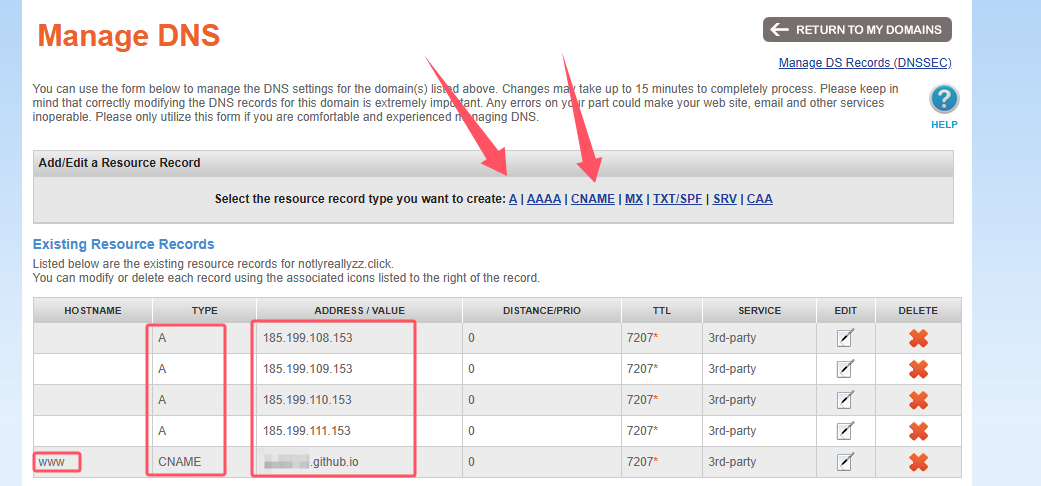 Manage DNS
RETURN TO MY DOMAINS
Manage DS Records (DNSSEC)
You can use the form below to manage the DNS settings for the domain(s) listed above. Changes may take up to 15 minutes to completely process. Please keep in
mind that correctly modifying the DNS records for this domain is extremely important. Any errors on your part could make your web site, email and other services
inoperable. Please only utilize this form if you are comfortable and experienced managing DNS.
HELP
Add/Edit a Resource Record
Select the resource record type you want to create: A | AAAA | CNAME | MX | TXT/SPF | SRV | CAA
Existing Resource Records
Listed below are the existing resource records for notlyreallyzz.click.
You can modify or delete each record using the associated icons listed to the right of the record.
HOSTNAME TYPE ADDRESS / VALUE DISTANCE/PRIO TTL SERVICE EDIT DELETE
A 185.199.108.153 0 7207* 3rd-party
A 185.199.109.153 0 7207* 3rd-party
A 185.199.110.153 0 7207* 3rd-party
A 185.199.111.153 0 7207* 3rd-party
www CNAME .github.io 0 7207* 3rd-party